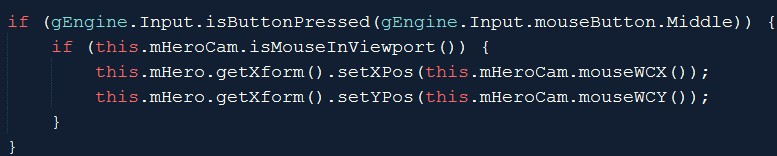 if (gEngine.Input.isButtonPressed(gEngine.Input.mouseButton.Middle)) {
    if (this.mHeroCam.isMouseInViewport()) {
        this.mHero.getXform().setXPos(this.mHeroCam.mouseWCX());
        this.mHero.getXform().setYPos(this.mHeroCam.mouseWCY());
    }
}